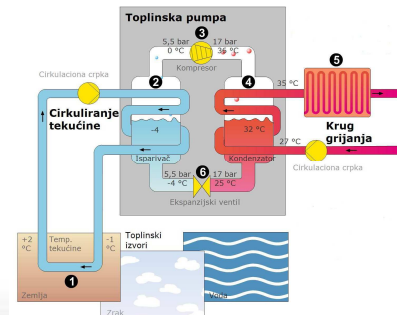 Toplinska pumpa
3
5,5 bar
17 bar
0 °C
36 °C
Kompresor
Cirkulaciona crpka
2
4
5
35 °C
Cirkuliranje
tekućine
-4
32 °C
Krug
grijanja
27 °C
Isparivač
Kondenzator
Cirkulaciona crpka
5,5 bar
6
17 bar
-4 °C
25 °C
Ekspanzijski ventil
+2
°C
Temp.
tekućine
-1
°C
Toplinski
izvori
1
Zemlja
Zrak
Voda